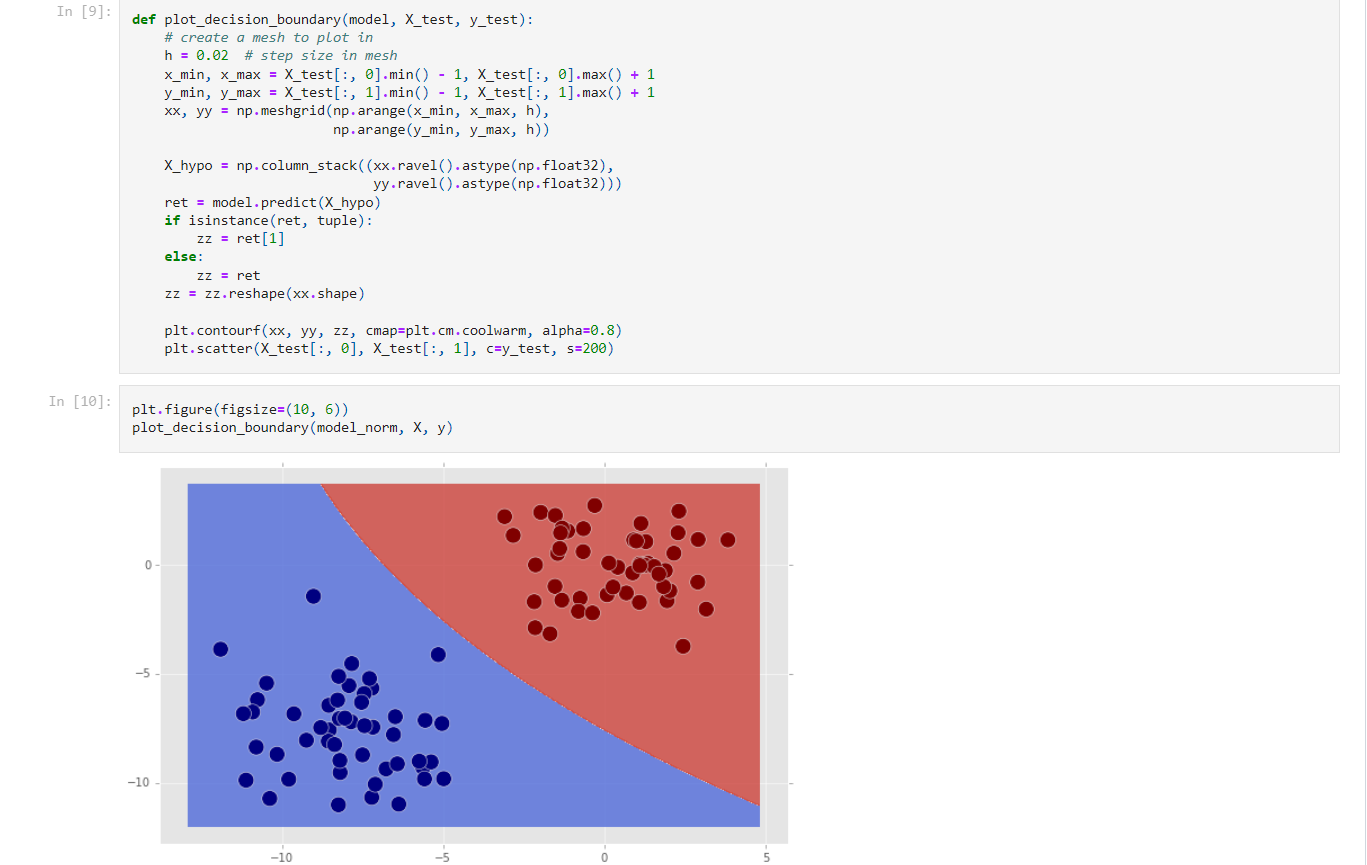 In [9]:
def plot_decision_boundary(model, X_test, y_test):
    # create a mesh to plot in
    h = 0.02  # step size in mesh
    x_min, x_max = X_test[:, 0].min() - 1, X_test[:, 0].max() + 1
    y_min, y_max = X_test[:, 1].min() - 1, X_test[:, 1].max() + 1
    xx, yy = np.meshgrid(np.arange(x_min, x_max, h),
                         np.arange(y_min, y_max, h))
    X_hypo = np.column_stack((xx.ravel().astype(np.float32),
                              yy.ravel().astype(np.float32)))
    ret = model.predict(X_hypo)
    if isinstance(ret, tuple):
        zz = ret[1]
    else:
        zz = ret
    zz = zz.reshape(xx.shape)
    plt.contourf(xx, yy, zz, cmap=plt.cm.coolwarm, alpha=0.8)
    plt.scatter(X_test[:, 0], X_test[:, 1], c=y_test, s=200)
In [10]:
plt.figure(figsize=(10, 6))
plot_decision_boundary(model_norm, X, y)
0
−5
−10
−10 −5 0 5